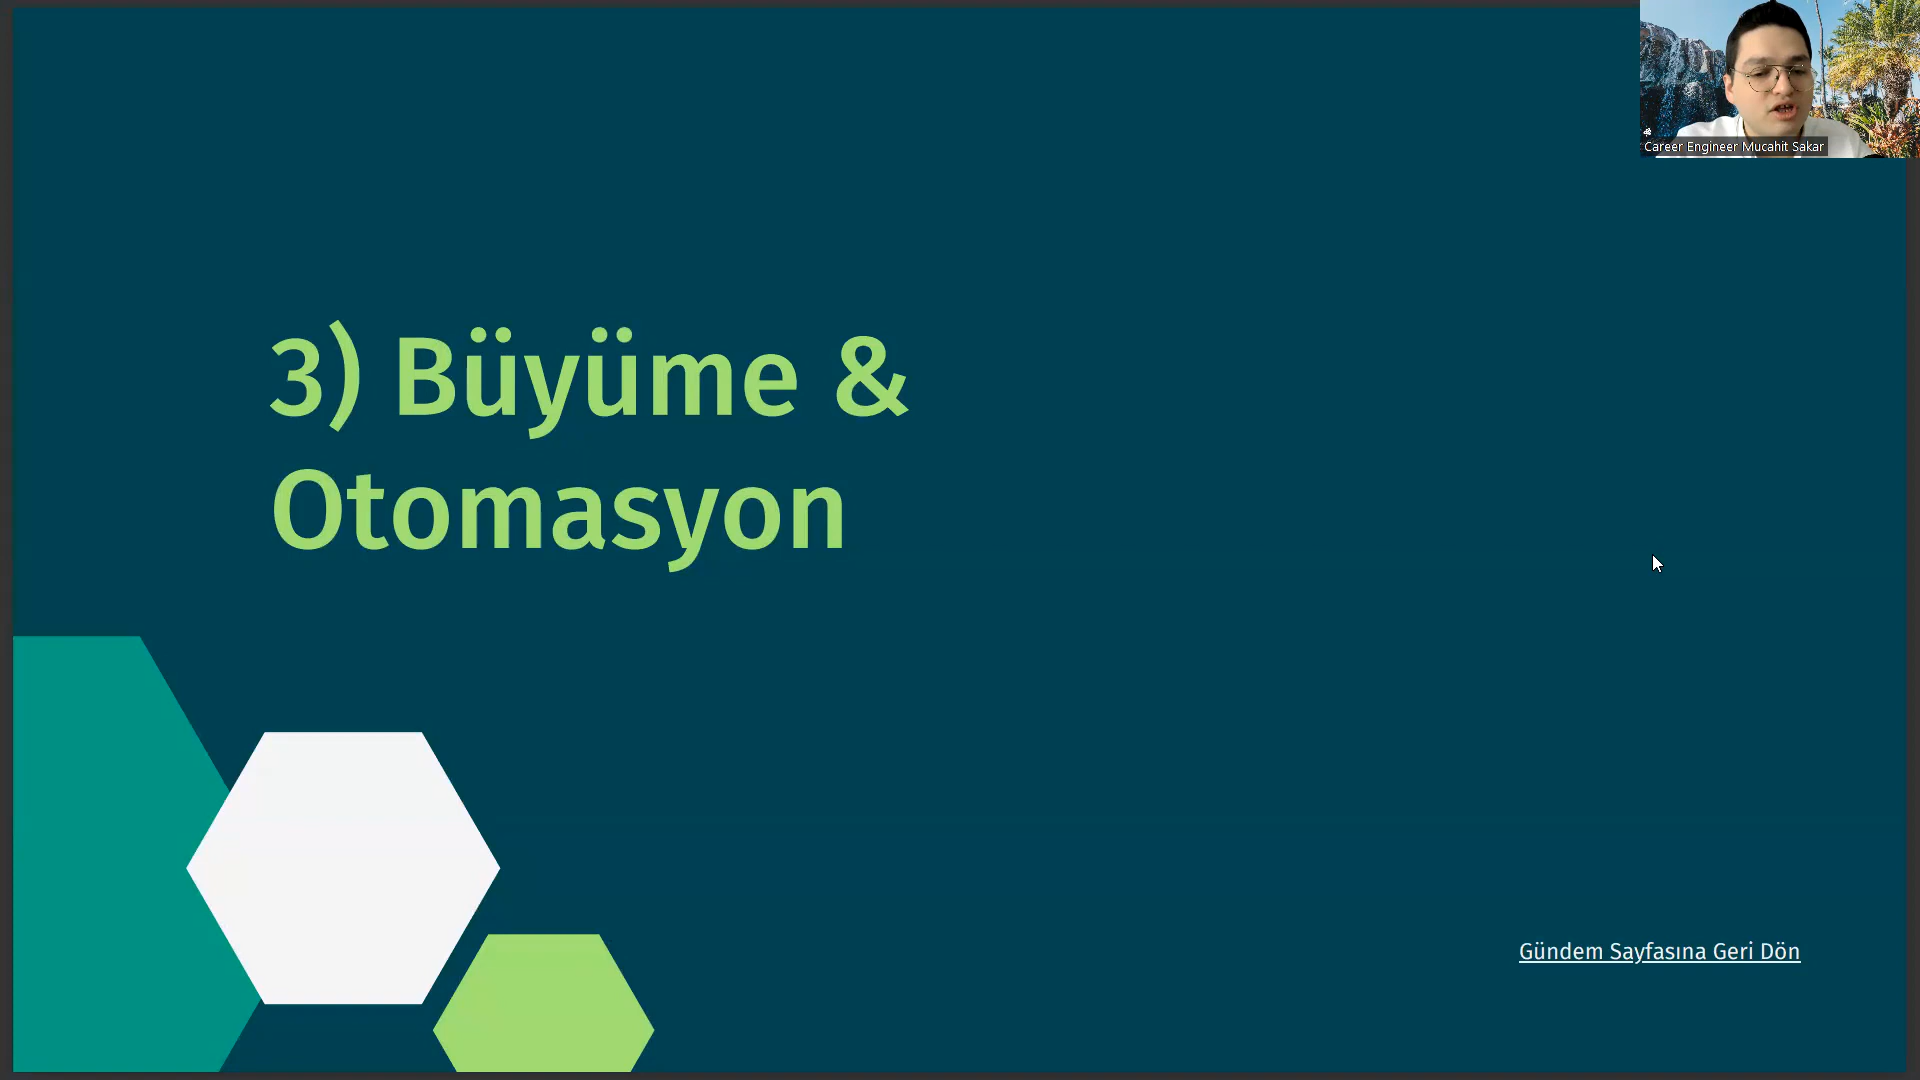 Career Engineer Mucahit Sakar
3) Büyüme &
Otomasyon
Gündem Sayfasına Geri Dön